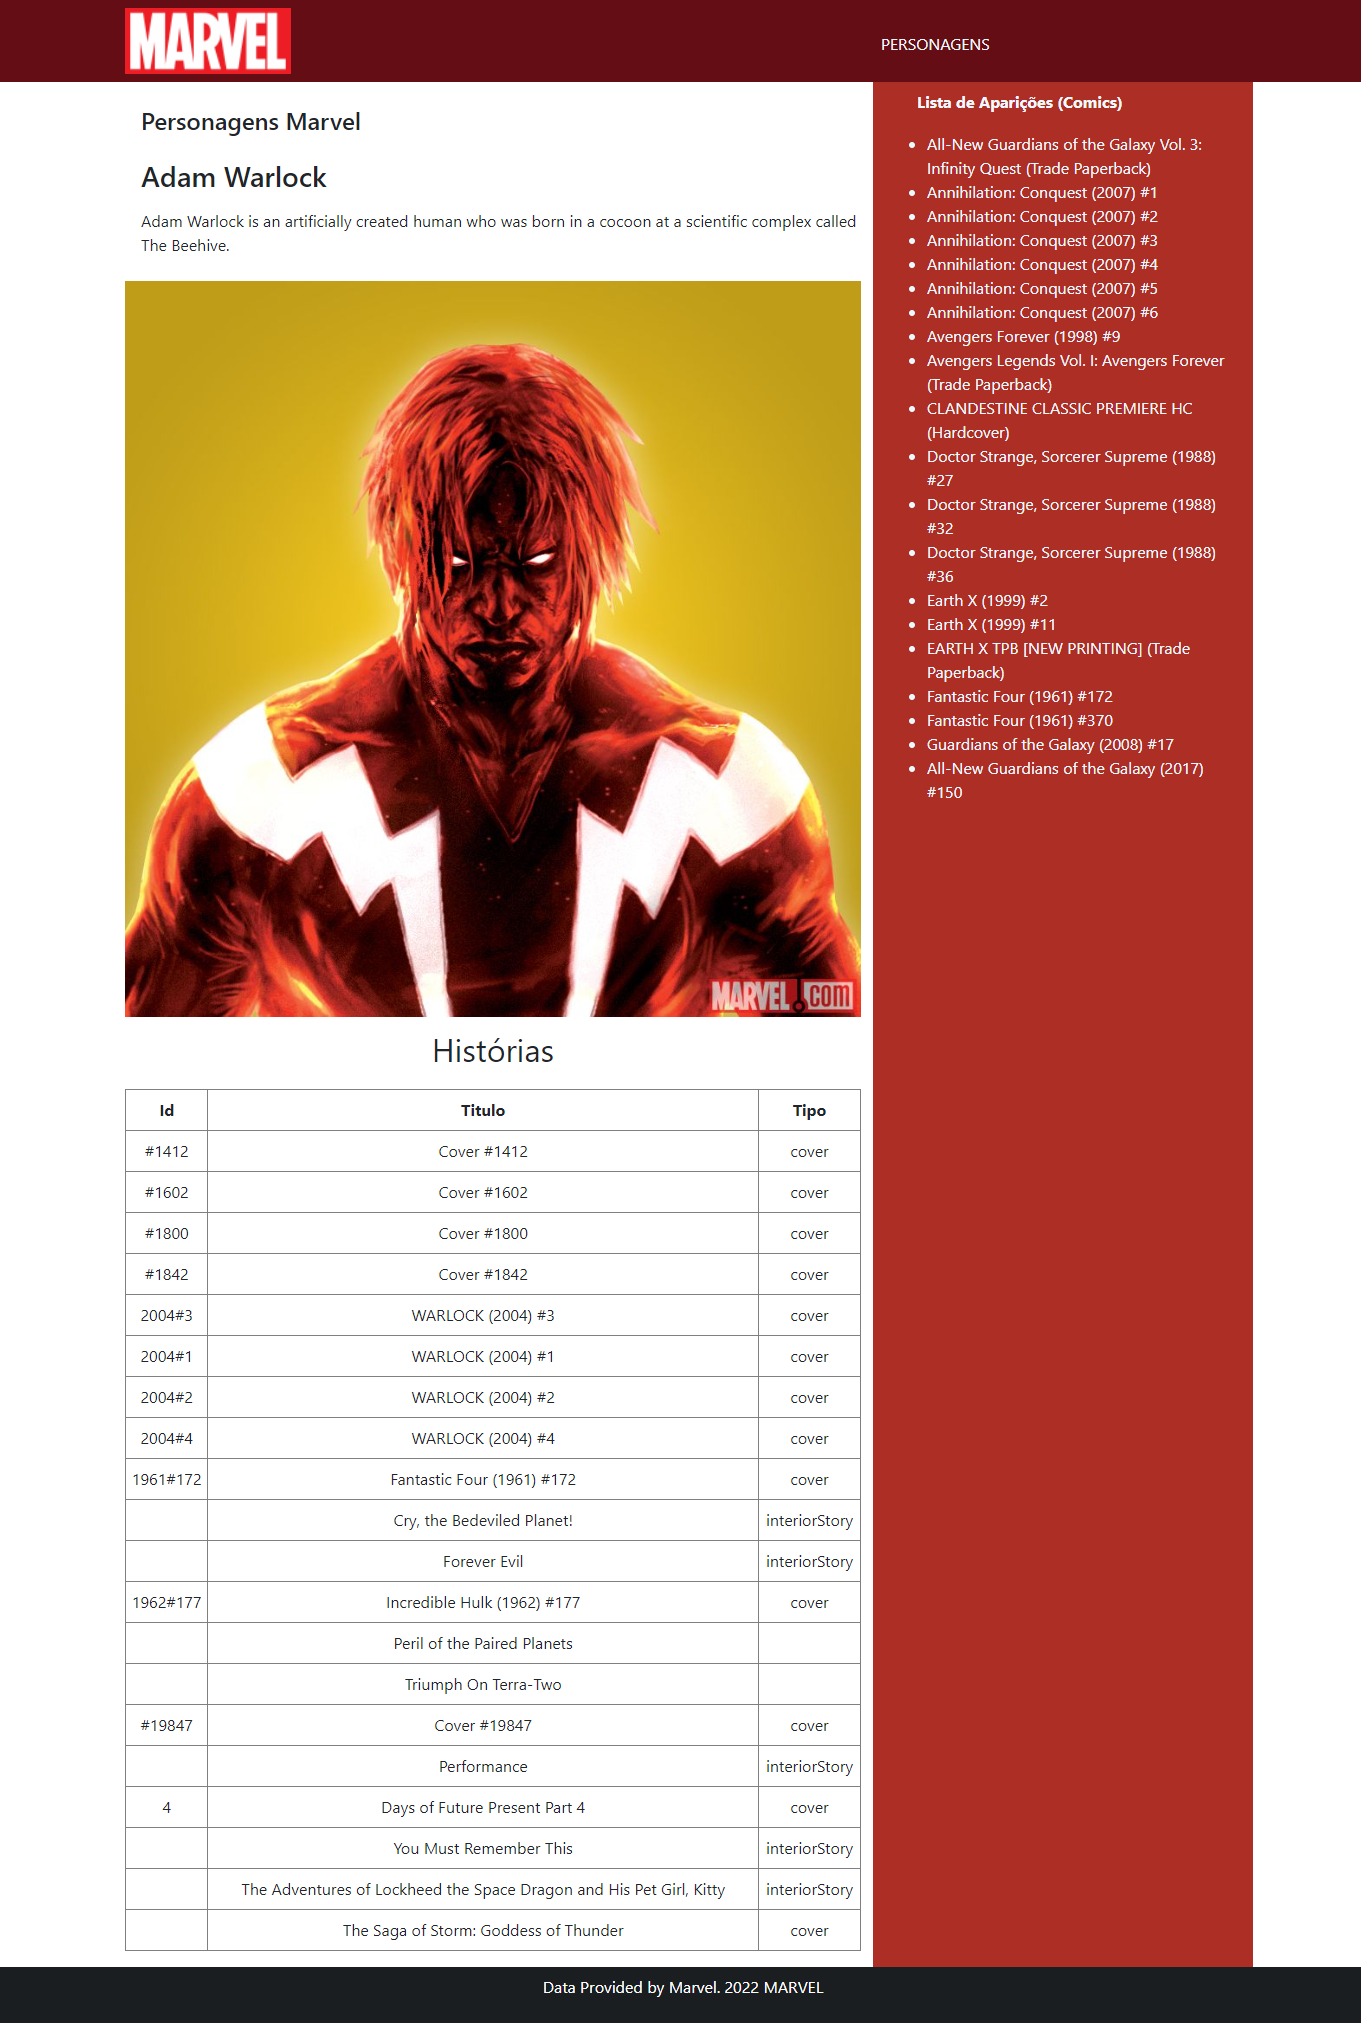 MARVEL
PERSONAGENS
Personagens Marvel
Adam Warlock
Adam Warlock is an artificially created human who was born in a cocoon at a scientific complex called
The Beehive.
MARVEL.com
Histórias
Id Titulo Tipo
#1412 Cover #1412 cover
#1602 Cover #1602 cover
#1800 Cover #1800 cover
#1842 Cover #1842 cover
2004#3 WARLOCK (2004) #3 cover
2004#1 WARLOCK (2004) #1 cover
2004#2 WARLOCK (2004) #2 cover
2004#4 WARLOCK (2004) #4 cover
1961#172 Fantastic Four (1961) #172 cover
Cry, the Bedeviled Planet! interiorStory
Forever Evil interiorStory
1962#177 Incredible Hulk (1962) #177 cover
Peril of the Paired Planets
Triumph On Terra-Two
#19847 Cover #19847 cover
Performance interiorStory
4 Days of Future Present Part 4 cover
You Must Remember This interiorStory
The Adventures of Lockheed the Space Dragon and His Pet Girl, Kitty interiorStory
The Saga of Storm: Goddess of Thunder cover
Lista de Aparições (Comics)
All-New Guardians of the Galaxy Vol. 3:
Infinity Quest (Trade Paperback)
Annihilation: Conquest (2007) #1
Annihilation: Conquest (2007) #2
Annihilation: Conquest (2007) #3
Annihilation: Conquest (2007) #4
Annihilation: Conquest (2007) #5
Annihilation: Conquest (2007) #6
Avengers Forever (1998) #9
Avengers Legends Vol. I: Avengers Forever
(Trade Paperback)
CLANDESTINE CLASSIC PREMIERE HC
(Hardcover)
Doctor Strange, Sorcerer Supreme (1988)
#27
Doctor Strange, Sorcerer Supreme (1988)
#32
Doctor Strange, Sorcerer Supreme (1988)
#36
Earth X (1999) #2
Earth X (1999) #11
EARTH X TPB [NEW PRINTING] (Trade
Paperback)
Fantastic Four (1961) #172
Fantastic Four (1961) #370
Guardians of the Galaxy (2008) #17
All-New Guardians of the Galaxy (2017)
#150
Data Provided by Marvel. 2022 MARVEL